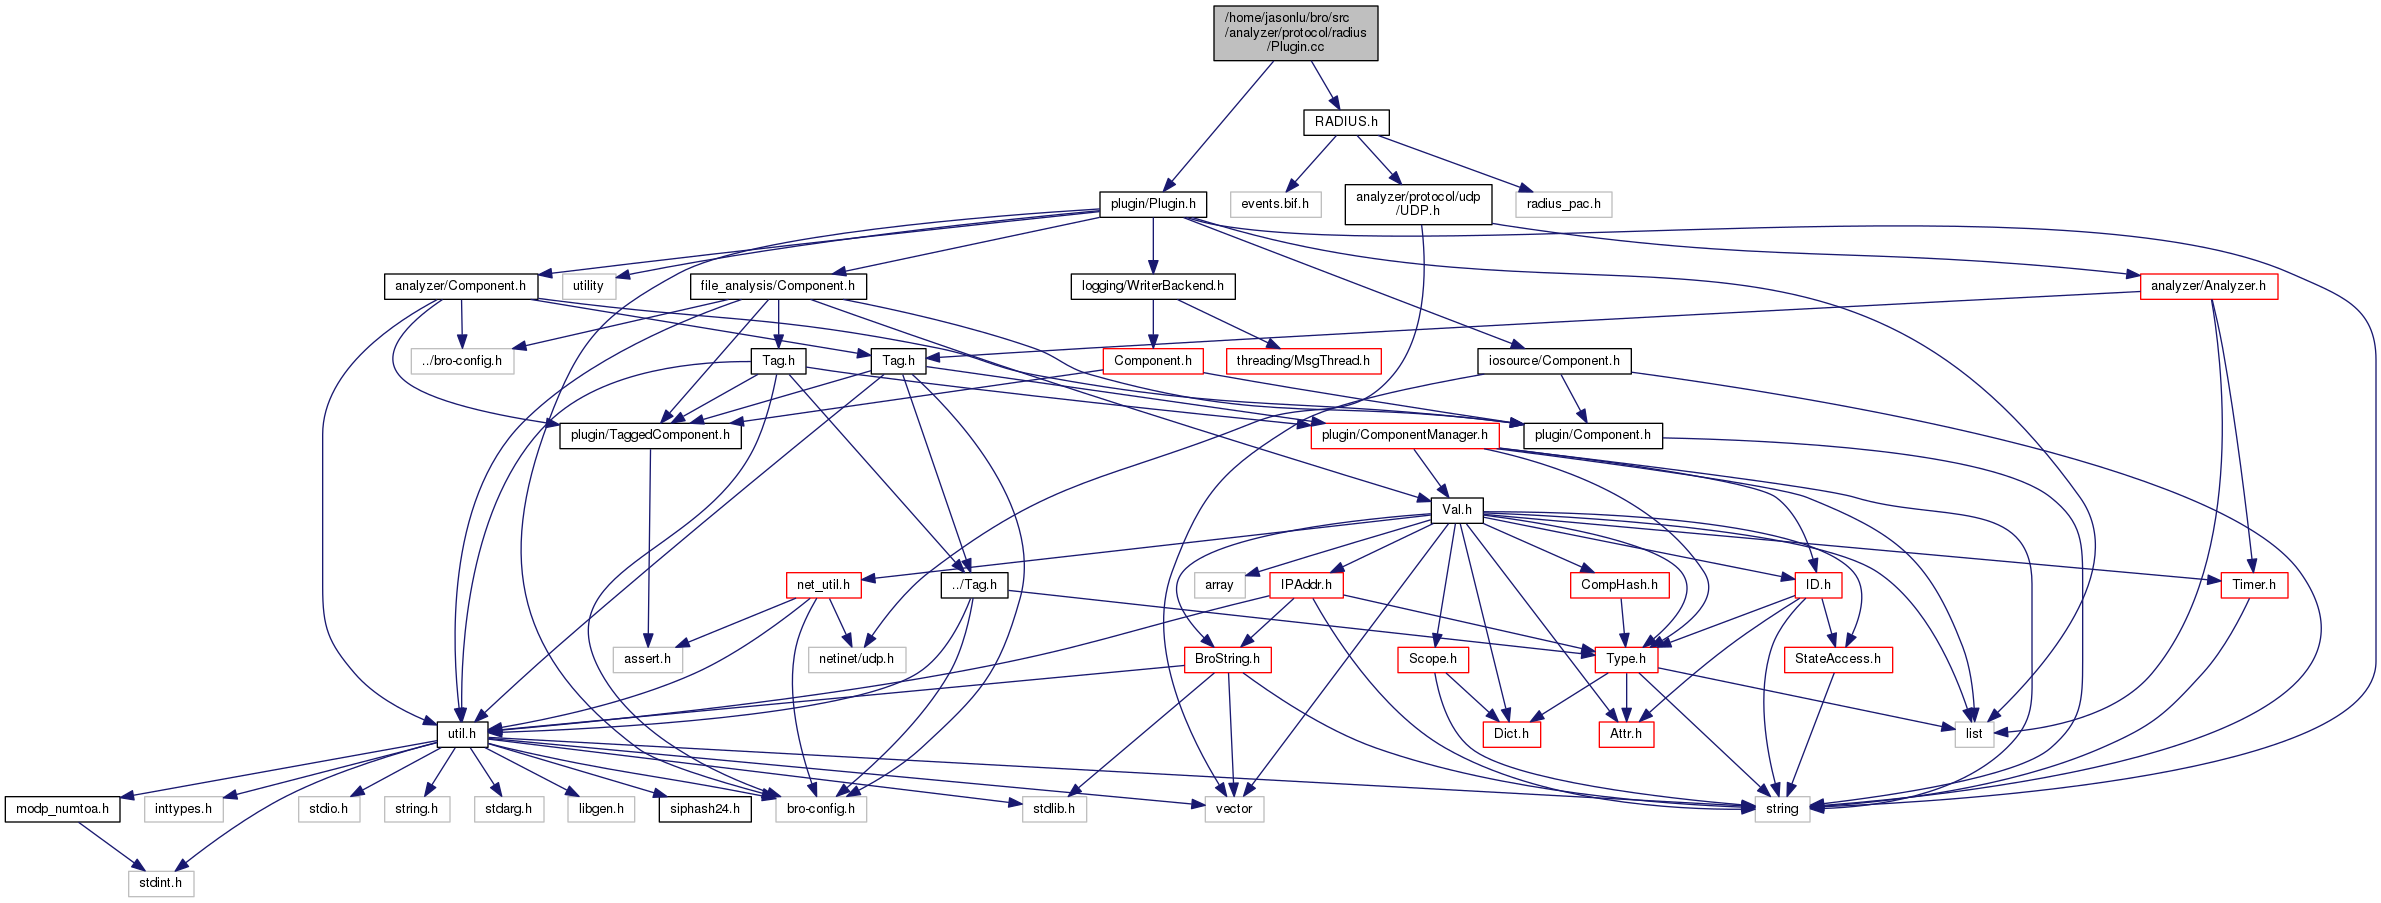 /home/jasonlu/bro/src
/analyzer/protocol/radius
/Plugin.cc
RADIUS.h
plugin/Plugin.h
events.bif.h
analyzer/protocol/udp
/UDP.h
radius_pac.h
analyzer/Component.h
utility
file_analysis/Component.h
logging/WriterBackend.h
analyzer/Analyzer.h
../bro-config.h
Tag.h
Tag.h
Component.h
threading/MsgThread.h
iosource/Component.h
plugin/TaggedComponent.h
plugin/ComponentManager.h
plugin/Component.h
Val.h
net_util.h
../Tag.h
array
IPAddr.h
CompHash.h
ID.h
Timer.h
assert.h
netinet/udp.h
BroString.h
Scope.h
Type.h
StateAccess.h
util.h
Dict.h
Attr.h
list
modp_numtoa.h
inttypes.h
stdio.h
string.h
stdarg.h
libgen.h
siphash24.h
bro-config.h
stdlib.h
vector
string
stdint.h